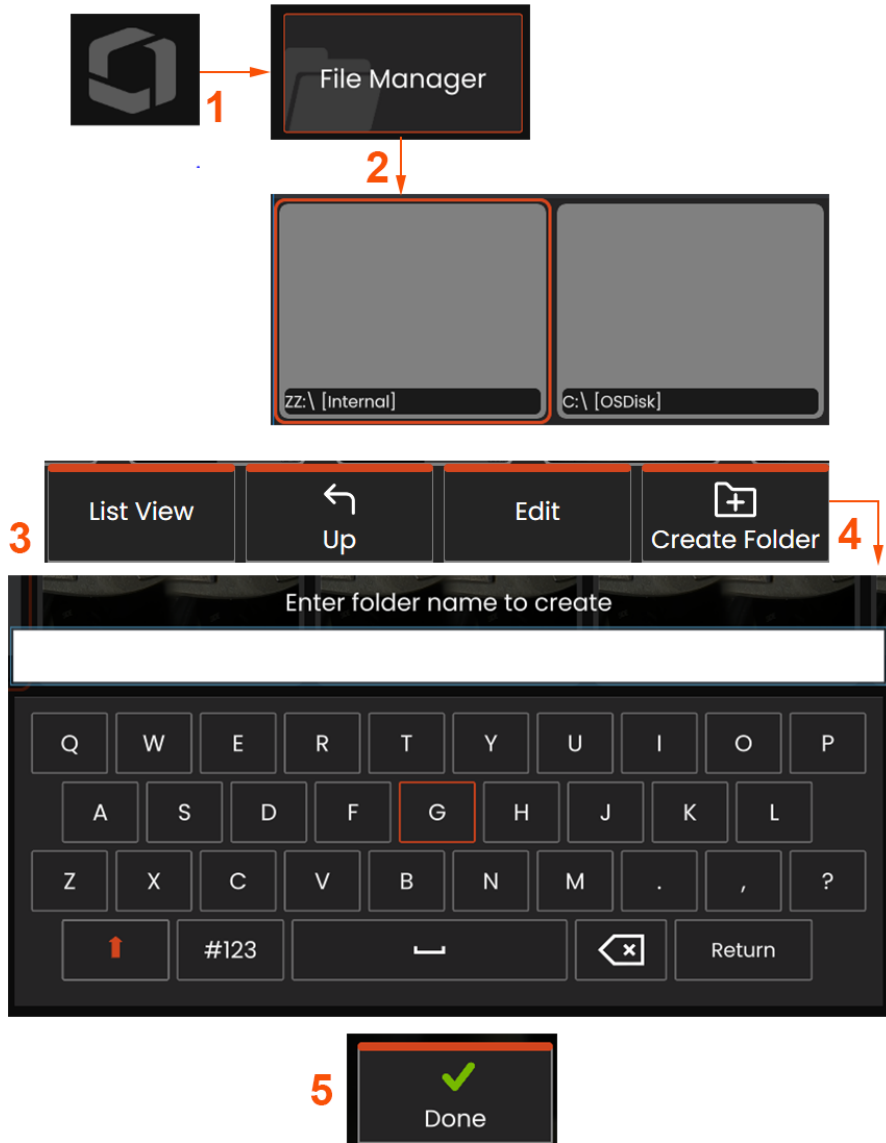 1
File Manager
2
ZZ:\ [Internal] C:\ [OSDisk]
3
List View Up Edit Create Folder
4
Enter folder name to create
Q W E R T Y U I O P
A S D F G H J K L
Z X C V B N M . , ?
#123 Return
5
Done